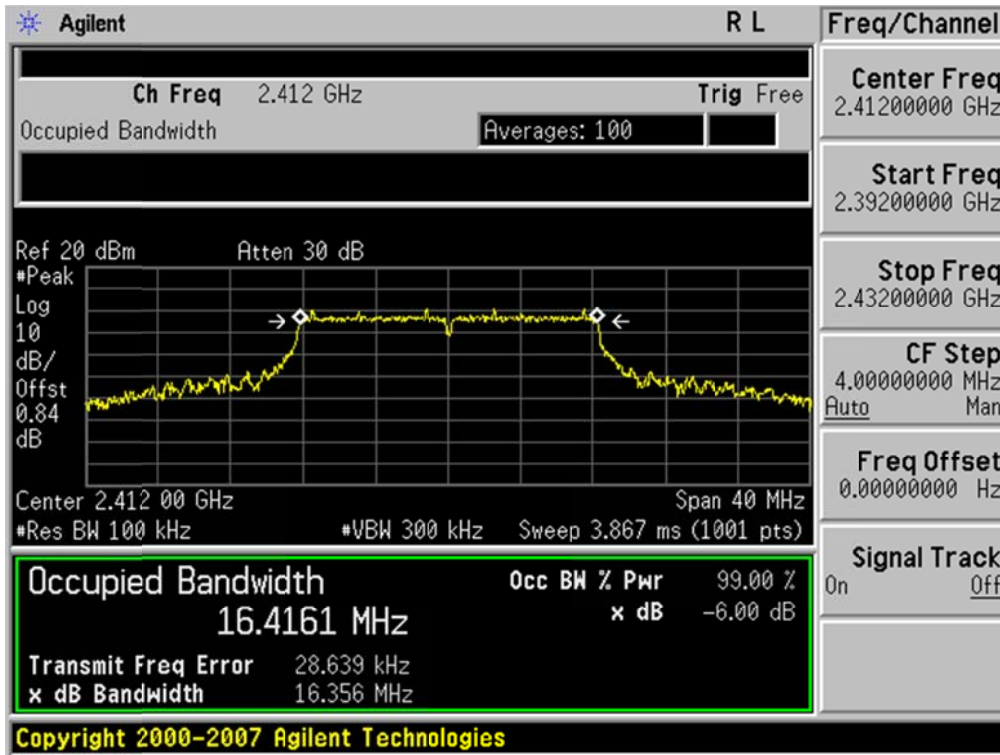 Agilent
R L
Freq/Channel
Ch Freq 2.412 GHz
Trig Free
Occupied Bandwidth
Averages: 100
Center Freq
2.41200000 GHz
Start Freq
2.39200000 GHz
Stop Freq
2.43200000 GHz
CF Step
4.00000000 MHz
Auto Man
Freq Offset
0.00000000 Hz
Signal Track
On Off
Ref 20 dBm Atten 30 dB
#Peak
Log
10
dB/
Offst
0.84
dB
Center 2.412 00 GHz Span 40 MHz
#Res BW 100 kHz #VBW 300 kHz Sweep 3.867 ms (1001 pts)
Occupied Bandwidth
16.4161 MHz
Occ BW % Pwr 99.00 %
x dB -6.00 dB
Transmit Freq Error 28.639 kHz
x dB Bandwidth 16.356 MHz
Copyright 2000-2007 Agilent Technologies